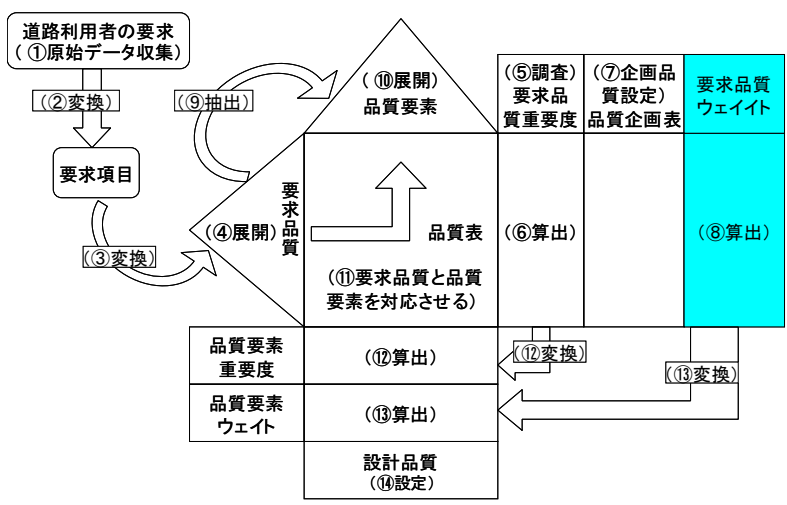 道路利用者の要求
(①原始データ収集)
(②変換)
要求項目
(③変換)
(④展開)
要求品質
(⑨抽出)
(⑩展開)
品質要素
(⑤調査)
要求品
質重要度
(⑦企画品
質設定)
品質企画表
要求品質
ウェイイト
品質表
(⑥算出)
(⑧算出)
(⑪要求品質と品質
要素を対応させる)
品質要素
重要度
(⑫算出)
(⑫変換)
(⑬変換)
品質要素
ウェイト
(⑬算出)
設計品質
(⑭設定)